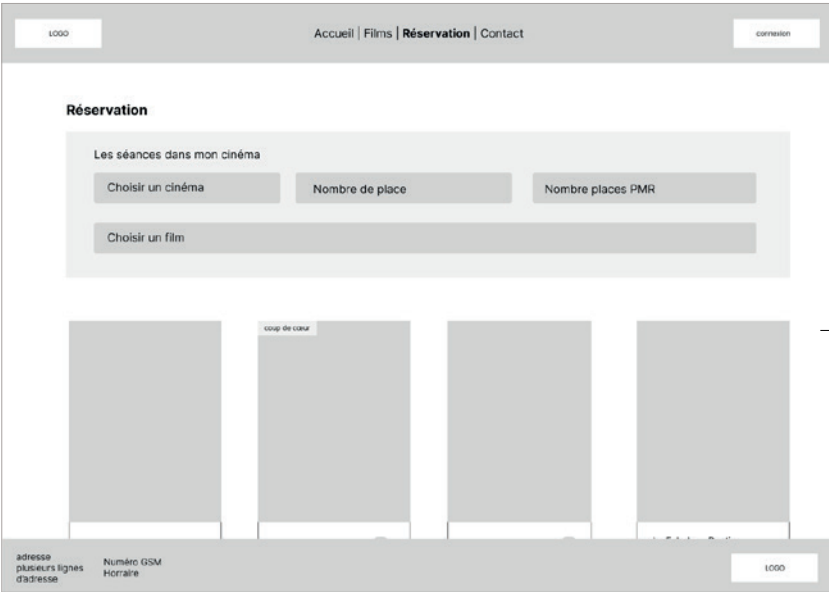 LOGO
Accueil | Films | Réservation | Contact
connexion
Réservation
Les séances dans mon cinéma
Choisir un cinéma
Nombre de place
Nombre places PMR
Choisir un film
coup de cœur
adresse
plusieurs lignes
d'adresse
Numéro GSM
Horraire
LOGO